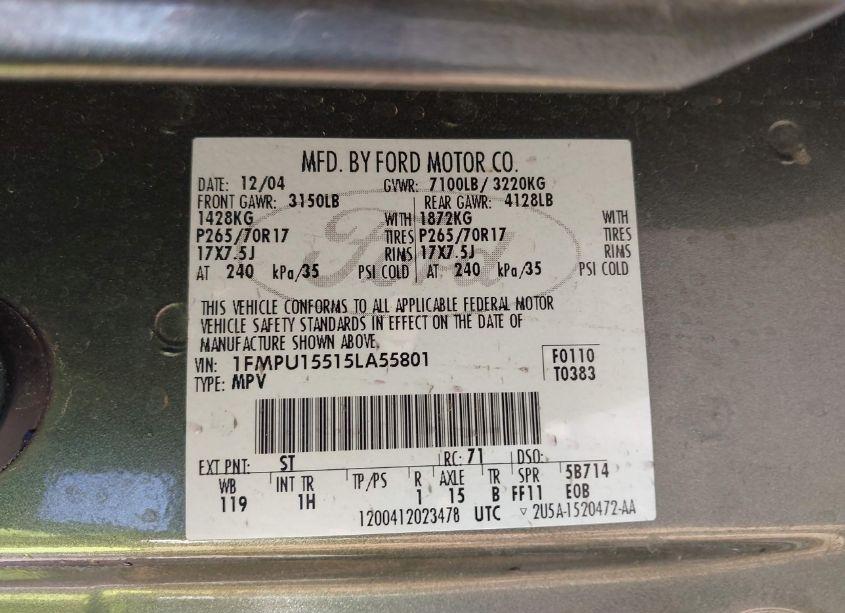 MFD. BY FORD MOTOR CO.
DATE: 12/04 GVWR: 7100LB / 3220KG
FRONT GAWR: 3150LB REAR GAWR: 4128LB
1428KG WITH 1872KG WITH
P265/70R17 TIRES P265/70R17 TIRES
17X7.5J RIMS 17X7.5J RIMS
AT 240 kPa/35 PSI COLD AT 240 kPa/35 PSI COLD
Ford
THIS VEHICLE CONFORMS TO ALL APPLICABLE FEDERAL MOTOR
VEHICLE SAFETY STANDARDS IN EFFECT ON THE DATE OF
MANUFACTURE SHOWN ABOVE.
VIN: 1FMPU15515LA55801 F0110
TYPE: MPV T0383
EXT PNT: ST RC: 71 DSO:
WB INT TR TP/PS R AXLE TR SPR 5B714
119 1H 1 15 B FF11 EOB
1200412023478 UTC ▿ 2U5A-1520472-AA